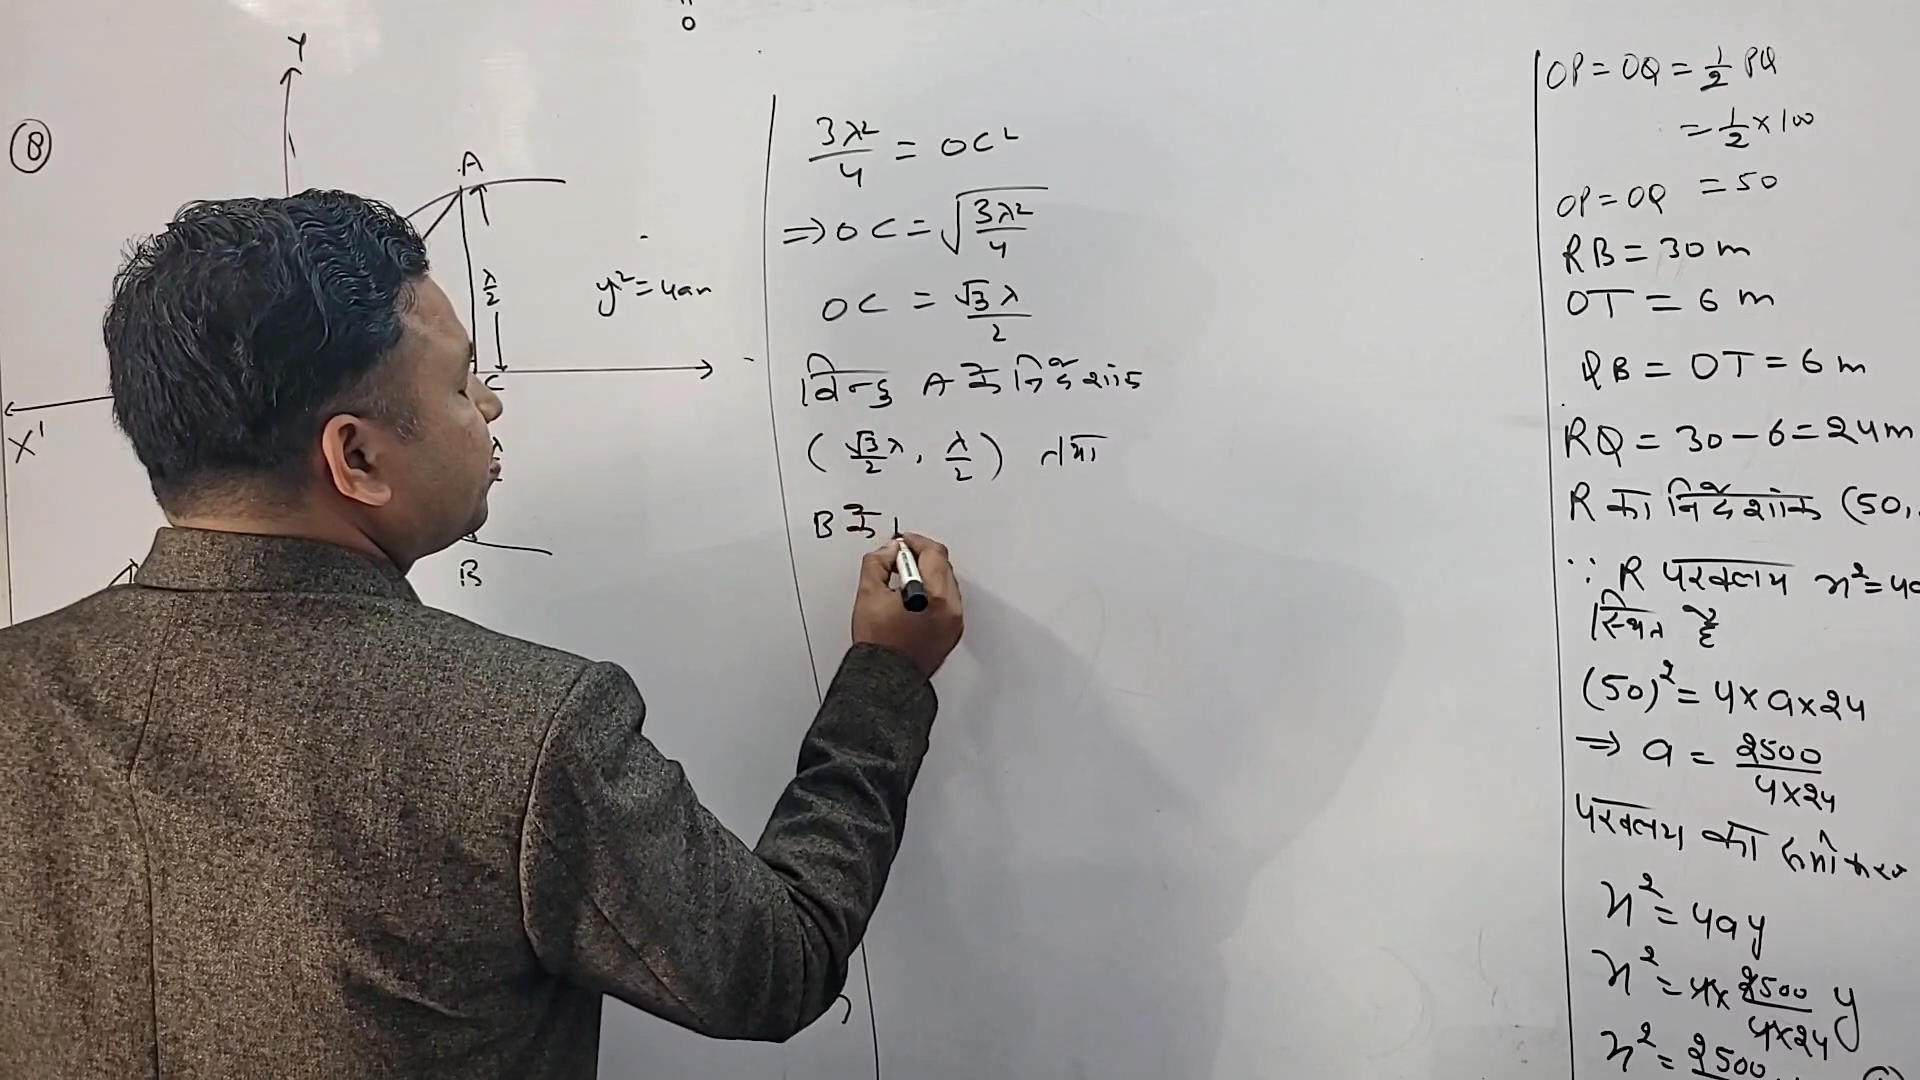 0
Y
8
A
λ/2
y²=4ax
C
X'
B
3λ²/4 = OC²
⇒ OC = √(3λ²/4)
OC = √3λ/2
बिन्दु A के निर्देशांक
(√3/2 λ, λ/2) तथा
B के
OP = OQ = 1/2 PQ
= 1/2 × 100
OP = OQ = 50
RB = 30 m
OT = 6 m
QB = OT = 6 m
RQ = 30 - 6 = 24 m
R का निर्देशांक (50,
∵ R परवलय x² = 4a
स्थित है
(50)² = 4×a×24
⇒ a = 2500/4×24
परवलय का
x² = 4ay
x² = 4× 2500/4×24 y
x² = 2500